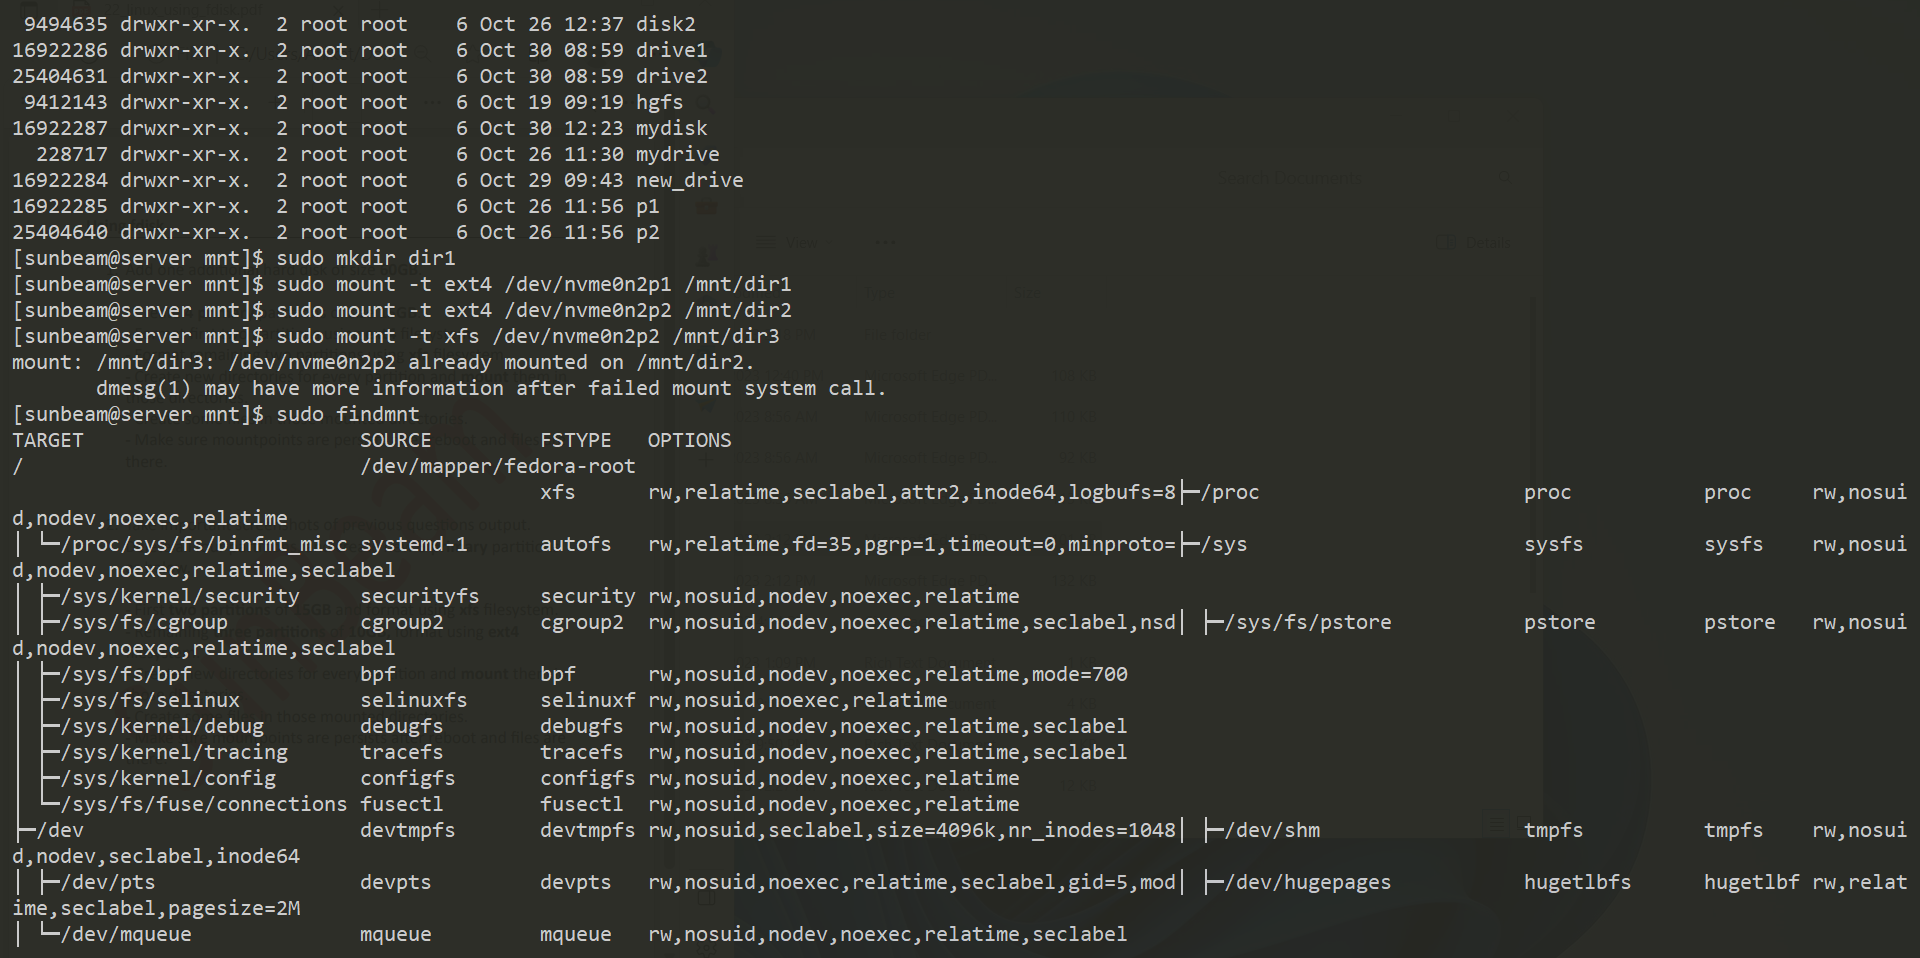 9494635 drwxr-xr-x.  2 root root    6 Oct 26 12:37 disk2
16922286 drwxr-xr-x.  2 root root    6 Oct 30 08:59 drive1
25404631 drwxr-xr-x.  2 root root    6 Oct 30 08:59 drive2
 9412143 drwxr-xr-x.  2 root root    6 Oct 19 09:19 hgfs
16922287 drwxr-xr-x.  2 root root    6 Oct 30 12:23 mydisk
  228717 drwxr-xr-x.  2 root root    6 Oct 26 11:30 mydrive
16922284 drwxr-xr-x.  2 root root    6 Oct 29 09:43 new_drive
16922285 drwxr-xr-x.  2 root root    6 Oct 26 11:56 p1
25404640 drwxr-xr-x.  2 root root    6 Oct 26 11:56 p2
[sunbeam@server mnt]$ sudo mkdir dir1
[sunbeam@server mnt]$ sudo mount -t ext4 /dev/nvme0n2p1 /mnt/dir1
[sunbeam@server mnt]$ sudo mount -t ext4 /dev/nvme0n2p2 /mnt/dir2
[sunbeam@server mnt]$ sudo mount -t xfs /dev/nvme0n2p2 /mnt/dir3
mount: /mnt/dir3: /dev/nvme0n2p2 already mounted on /mnt/dir2.
       dmesg(1) may have more information after failed mount system call.
[sunbeam@server mnt]$ sudo findmnt
TARGET                       SOURCE         FSTYPE   OPTIONS
/                            /dev/mapper/fedora-root
                                            xfs      rw,relatime,seclabel,attr2,inode64,logbufs=8├─/proc                      proc           proc     rw,nosui
d,nodev,noexec,relatime
│ └─/proc/sys/fs/binfmt_misc systemd-1      autofs   rw,relatime,fd=35,pgrp=1,timeout=0,minproto=├─/sys                       sysfs          sysfs    rw,nosui
d,nodev,noexec,relatime,seclabel
│ ├─/sys/kernel/security     securityfs     security rw,nosuid,nodev,noexec,relatime
│ ├─/sys/fs/cgroup           cgroup2        cgroup2  rw,nosuid,nodev,noexec,relatime,seclabel,nsd│ ├─/sys/fs/pstore           pstore         pstore   rw,nosui
d,nodev,noexec,relatime,seclabel
│ ├─/sys/fs/bpf              bpf            bpf      rw,nosuid,nodev,noexec,relatime,mode=700
│ ├─/sys/fs/selinux          selinuxfs      selinuxf rw,nosuid,noexec,relatime
│ ├─/sys/kernel/debug        debugfs        debugfs  rw,nosuid,nodev,noexec,relatime,seclabel
│ ├─/sys/kernel/tracing      tracefs        tracefs  rw,nosuid,nodev,noexec,relatime,seclabel
│ ├─/sys/kernel/config       configfs       configfs rw,nosuid,nodev,noexec,relatime
│ └─/sys/fs/fuse/connections fusectl        fusectl  rw,nosuid,nodev,noexec,relatime
├─/dev                       devtmpfs       devtmpfs rw,nosuid,seclabel,size=4096k,nr_inodes=1048│ ├─/dev/shm                 tmpfs          tmpfs    rw,nosui
d,nodev,seclabel,inode64
│ ├─/dev/pts                 devpts         devpts   rw,nosuid,noexec,relatime,seclabel,gid=5,mod│ ├─/dev/hugepages           hugetlbfs      hugetlbf rw,relat
ime,seclabel,pagesize=2M
│ └─/dev/mqueue              mqueue         mqueue   rw,nosuid,nodev,noexec,relatime,seclabel